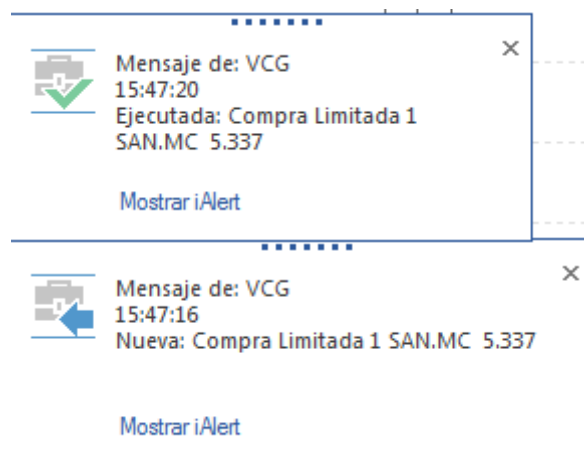 Mensaje de: VCG
15:47:20
Ejecutada: Compra Limitada 1
SAN.MC 5.337
Mostrar iAlert
Mensaje de: VCG
15:47:16
Nueva: Compra Limitada 1 SAN.MC 5.337
Mostrar iAlert